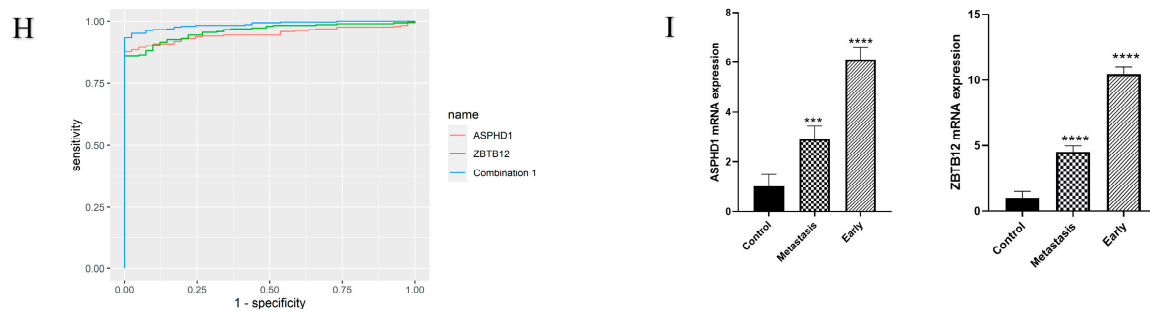 H
1.00
0.75
0.50
0.25
0.00
sensitivity
0.00 0.25 0.50 0.75 1.00
1 - specificity
name
ASPHD1
ZBTB12
Combination 1
I
ASPHD1 mRNA expression
8
6
4
2
0
***
****
Control
Metastasis
Early
ZBTB12 mRNA expression
15
10
5
0
****
****
Control
Metastasis
Early